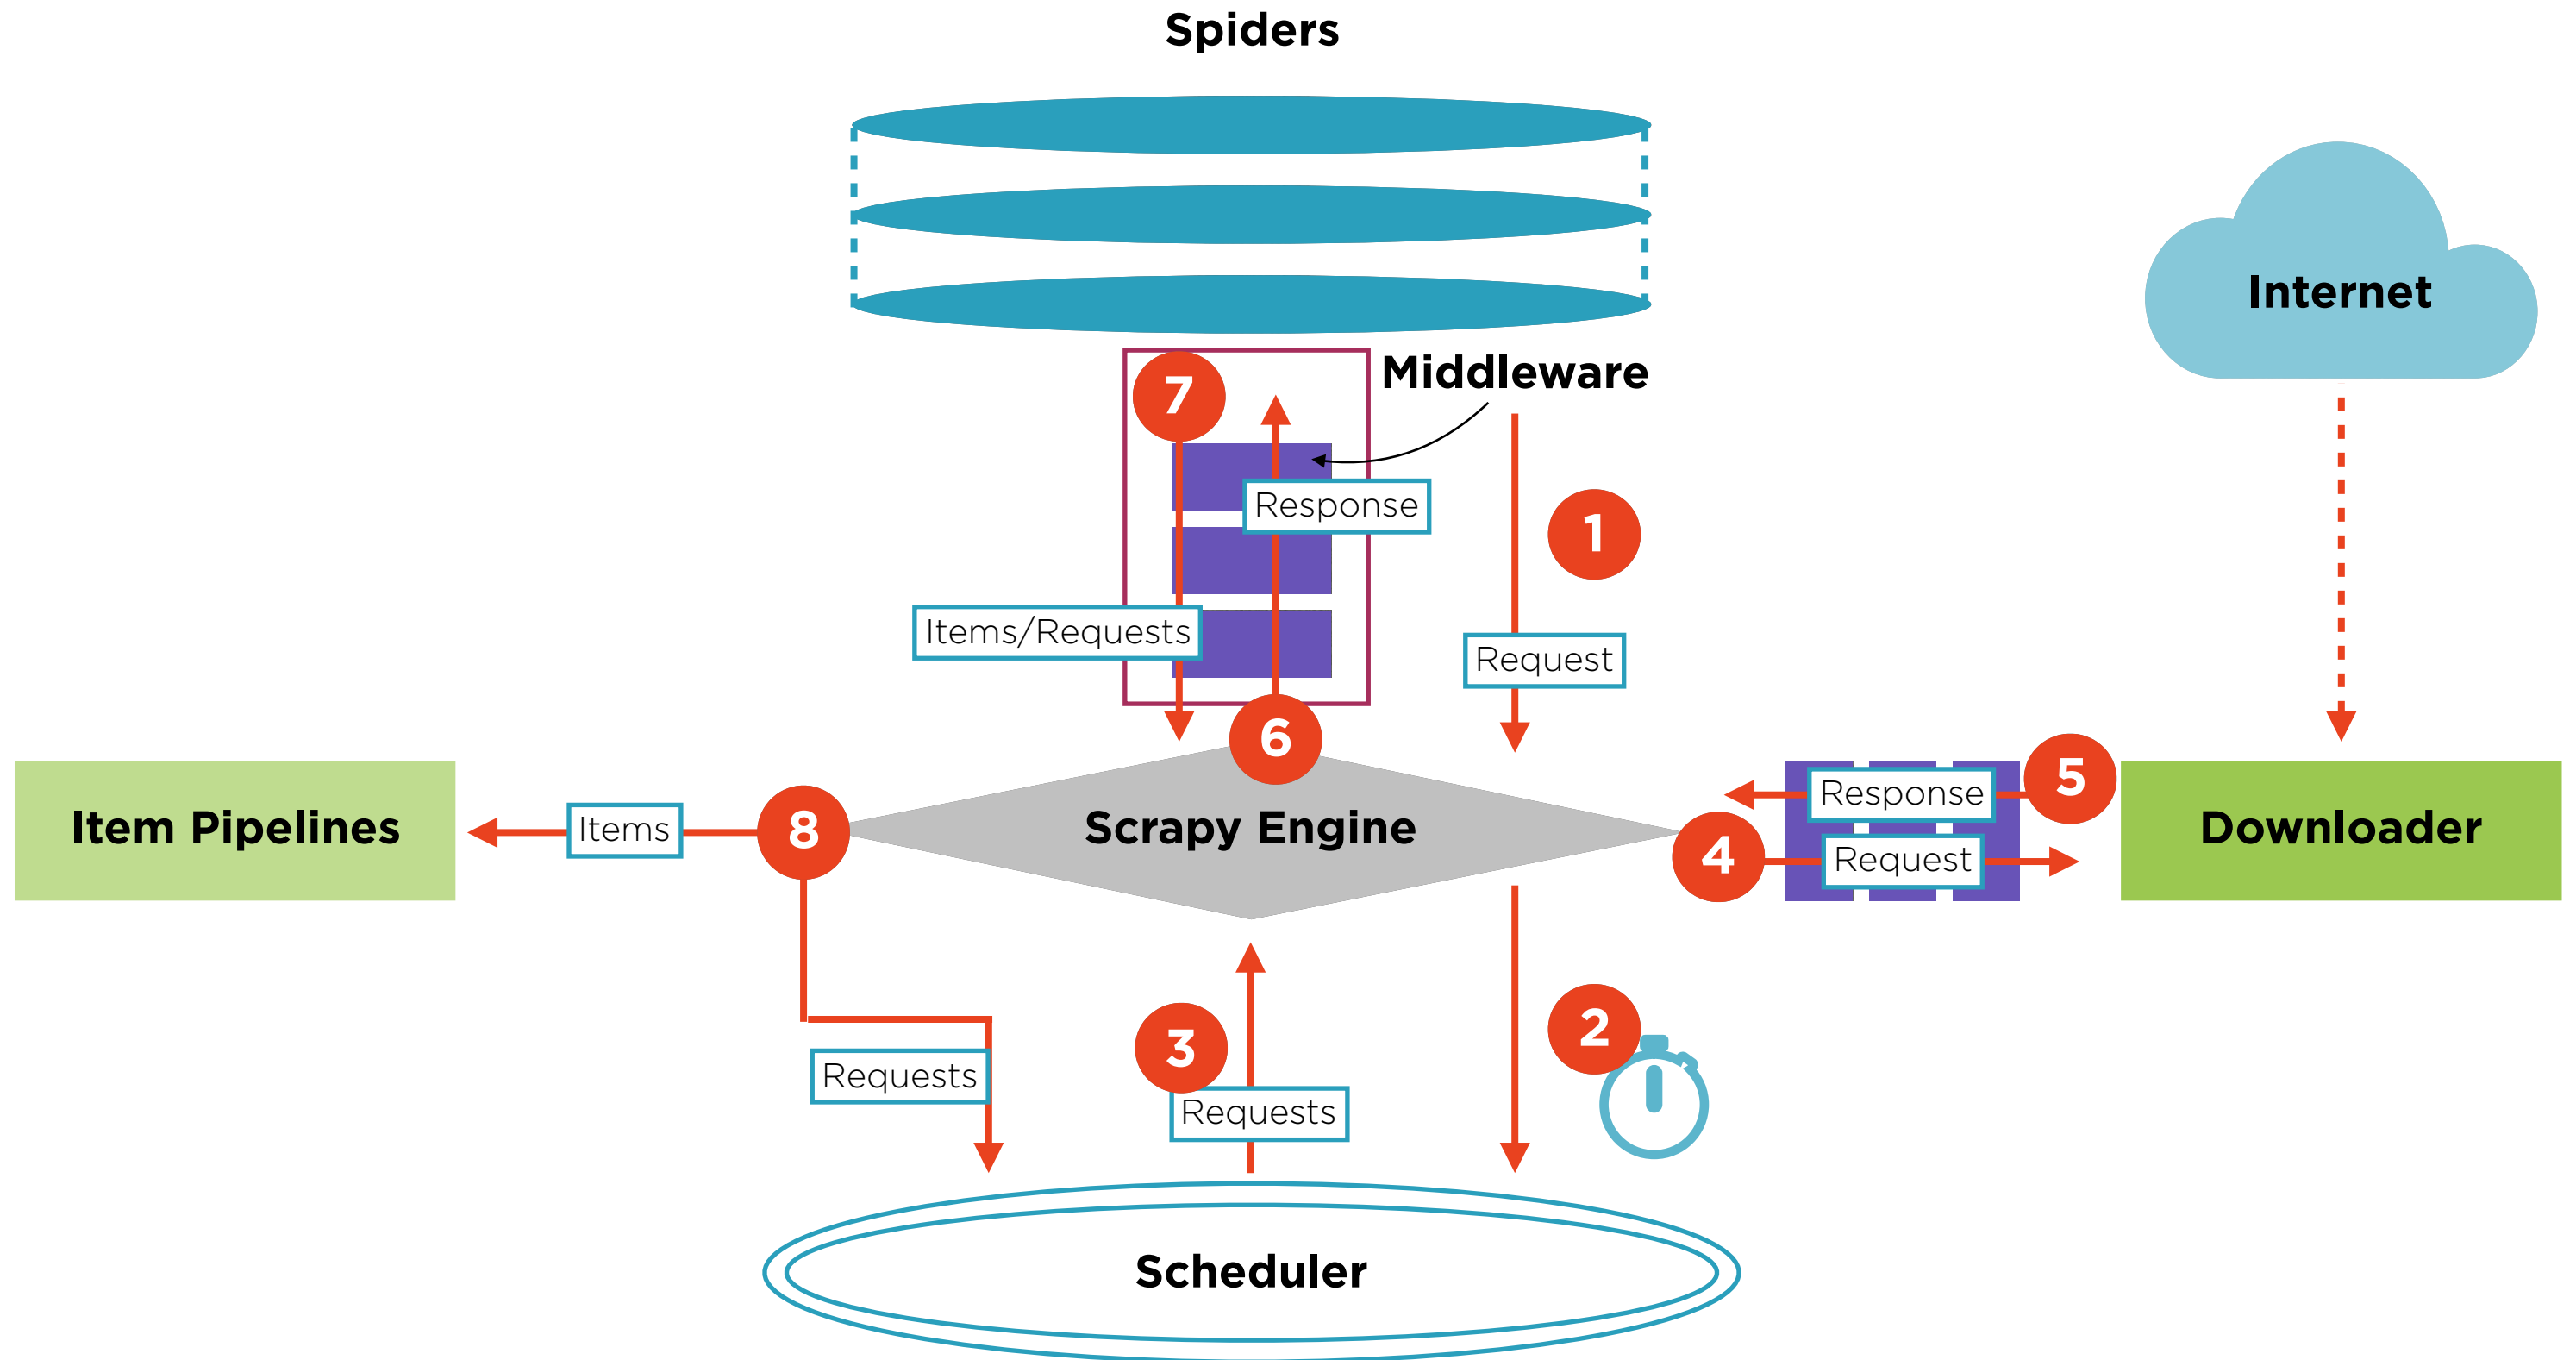 Spiders
Internet
Middleware
7
Response
1
Items/Requests
Request
6
5
Response
Item Pipelines
Items
8
Scrapy Engine
4
Request
Downloader
3
2
Requests
Requests
Scheduler